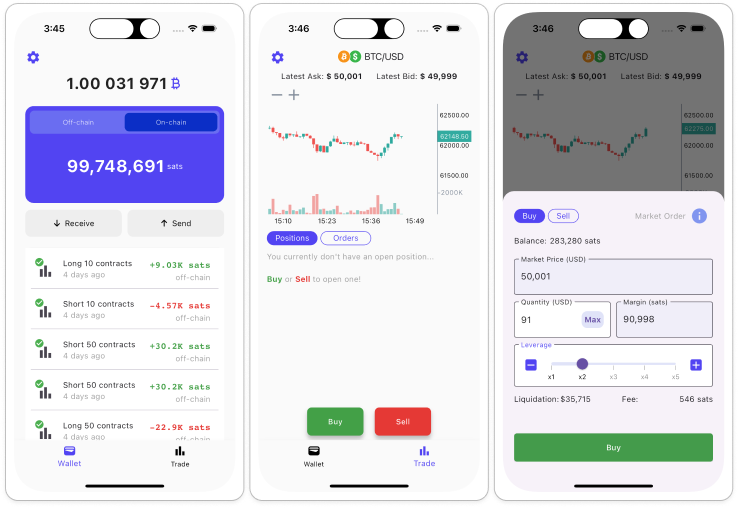 3:45
1.00 031 971 ₿
Off-chain On-chain
99,748,691 sats
↓ Receive ↑ Send
Long 10 contracts +9.03K sats
4 days ago off-chain
Short 10 contracts -4.57K sats
4 days ago off-chain
Short 50 contracts +30.2K sats
4 days ago off-chain
Short 50 contracts +30.2K sats
4 days ago off-chain
Long 50 contracts -22.9K sats
4 days ago off-chain
Wallet Trade
3:46
₿ $ BTC/USD
Latest Ask: $ 50,001 Latest Bid: $ 49,999
62500.00
62148.50
62000.00
61500.00
2000K
15:10 15:23 15:36 15:49
Positions Orders
You currently don't have an open position...
Buy or Sell to open one!
Buy Sell
Wallet Trade
3:46
₿ $ BTC/USD
Latest Ask: $ 50,001 Latest Bid: $ 49,999
62500.00
62275.00
62000.00
61500.00
Buy Sell Market Order i
Balance: 283,280 sats
Market Price (USD)
50,001
Quantity (USD) Margin (sats)
91 Max 90,998
Leverage
x1 x2 x3 x4 x5
Liquidation: $35,715 Fee: 546 sats
Buy